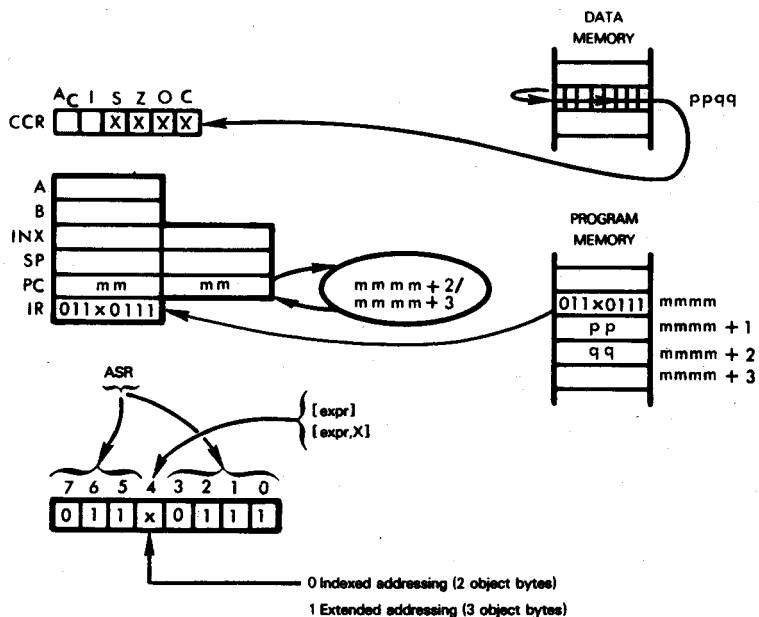 DATA
MEMORY
A_C I S Z O C
CCR X X X X
ppqq
A
B
INX
SP
PC mm mm
IR 011x0111
mmmm + 2/
mmmm + 3
PROGRAM
MEMORY
011x0111 mmmm
pp mmmm + 1
qq mmmm + 2
mmmm + 3
ASR
[expr]
[expr,X]
7 6 5 4 3 2 1 0
0 1 1 x 0 1 1 1
0 Indexed addressing (2 object bytes)
1 Extended addressing (3 object bytes)